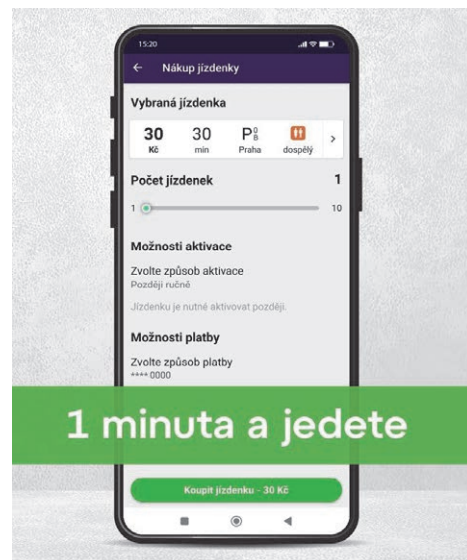 15:20
Nákup jízdenky
Vybraná jízdenka
30 30 P 0 B
Kč min Praha dospělý
Počet jízdenek 1
1 10
Možnosti aktivace
Zvolte způsob aktivace
Později ručně
Jízdenku je nutné aktivovat později.
Možnosti platby
Zvolte způsob platby
**** 0000
1 minuta a jedete
Koupit jízdenku - 30 Kč